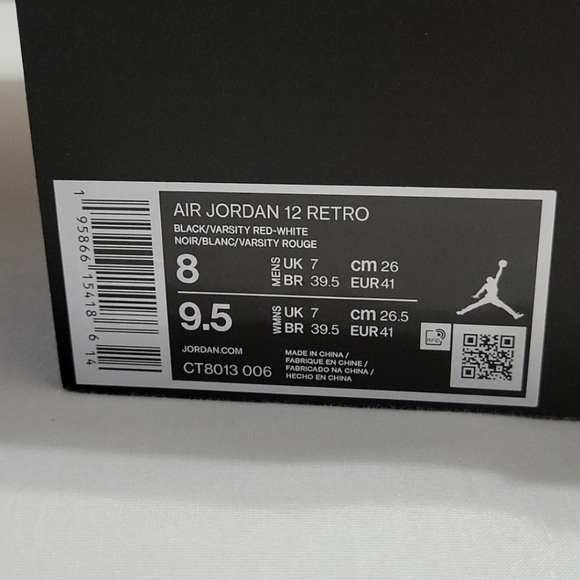 AIR JORDAN 12 RETRO
BLACK/VARSITY RED-WHITE
NOIR/BLANC/VARSITY ROUGE
8 MENS UK 7 cm 26
BR 39.5 EUR 41
9.5 WMNS UK 7 cm 26.5
BR 39.5 EUR 41
JORDAN.COM
CT8013 006
MADE IN CHINA /
FABRIQUE EN CHINE /
FABRICADO NA CHINA /
HECHO EN CHINA
RFID
1 95866 15418 6 14